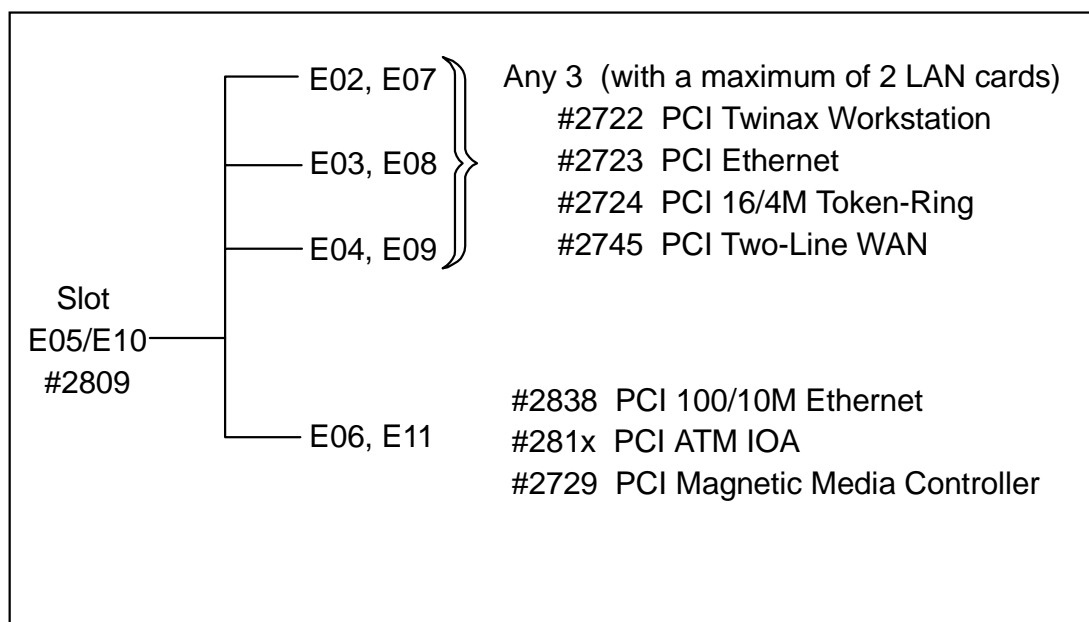 E02, E07
E03, E08
E04, E09
Any 3 (with a maximum of 2 LAN cards)
#2722 PCI Twinax Workstation
#2723 PCI Ethernet
#2724 PCI 16/4M Token-Ring
#2745 PCI Two-Line WAN
Slot
E05/E10
#2809
E06, E11
#2838 PCI 100/10M Ethernet
#281x PCI ATM IOA
#2729 PCI Magnetic Media Controller